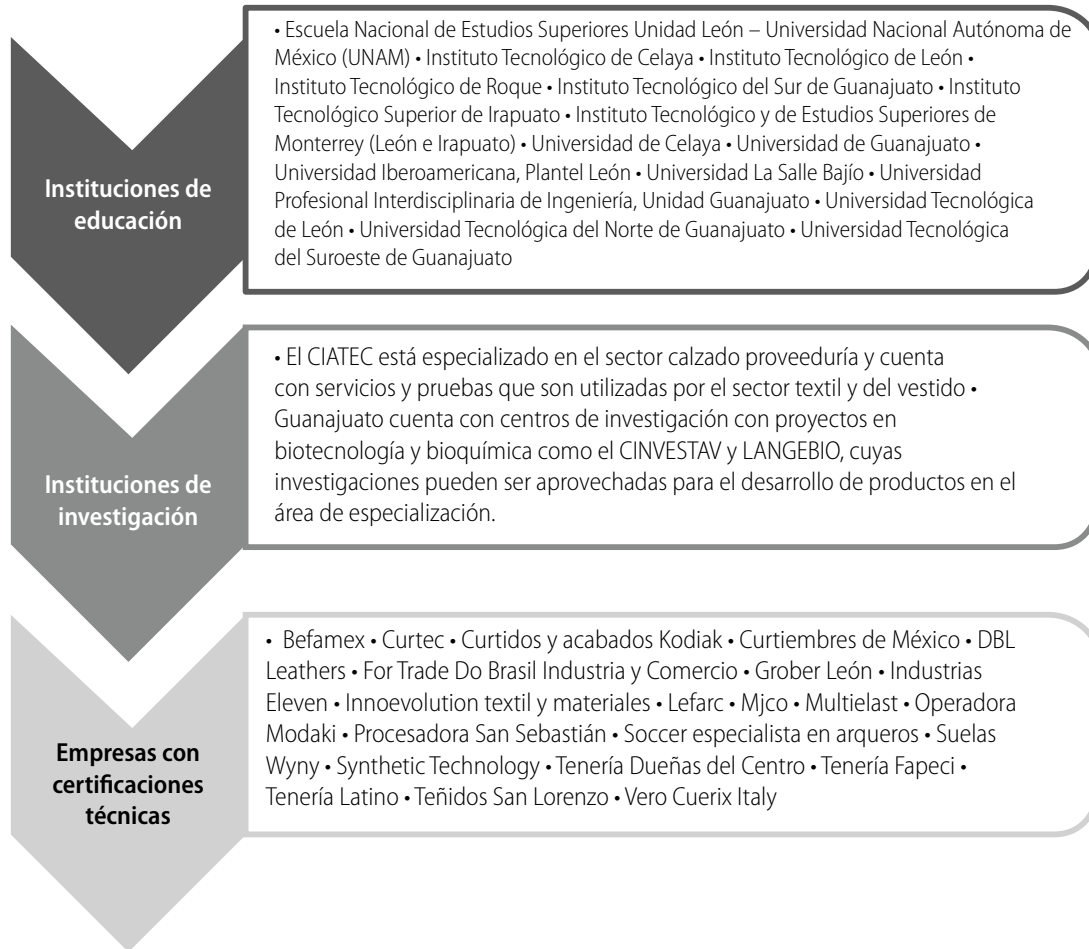 • Escuela Nacional de Estudios Superiores Unidad León – Universidad Nacional Autónoma de
México (UNAM) • Instituto Tecnológico de Celaya • Instituto Tecnológico de León •
Instituto Tecnológico de Roque • Instituto Tecnológico del Sur de Guanajuato • Instituto
Tecnológico Superior de Irapuato • Instituto Tecnológico y de Estudios Superiores de
Monterrey (León e Irapuato) • Universidad de Celaya • Universidad de Guanajuato •
Universidad Iberoamericana, Plantel León • Universidad La Salle Bajío • Universidad
Profesional Interdisciplinaria de Ingeniería, Unidad Guanajuato • Universidad Tecnológica
de León • Universidad Tecnológica del Norte de Guanajuato • Universidad Tecnológica
del Suroeste de Guanajuato
Instituciones de
educación
• El CIATEC está especializado en el sector calzado proveeduría y cuenta
con servicios y pruebas que son utilizadas por el sector textil y del vestido •
Guanajuato cuenta con centros de investigación con proyectos en
biotecnología y bioquímica como el CINVESTAV y LANGEBIO, cuyas
investigaciones pueden ser aprovechadas para el desarrollo de productos en el
área de especialización.
Instituciones de
investigación
• Befamex • Curtec • Curtidos y acabados Kodiak • Curtiembres de México • DBL
Leathers • For Trade Do Brasil Industria y Comercio • Grober León • Industrias
Eleven • Innoevolution textil y materiales • Lefarc • Mjco • Multielast • Operadora
Modaki • Procesadora San Sebastián • Soccer especialista en arqueros • Suelas
Wyny • Synthetic Technology • Tenería Dueñas del Centro • Tenería Fapeci •
Tenería Latino • Teñidos San Lorenzo • Vero Cuerix Italy
Empresas con
certificaciones
técnicas